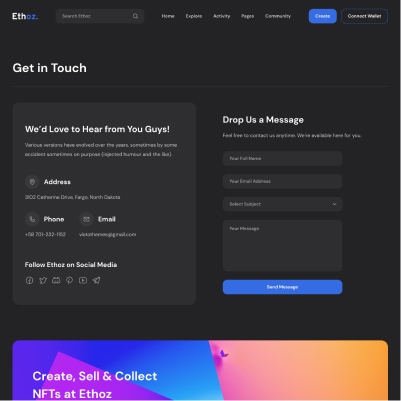 Ethoz.
Search Ethoz
Home Explore Activity Pages Community
Create
Connect Wallet
Get in Touch
We'd Love to Hear from You Guys!
Various versions have evolved over the years, sometimes by some
accident sometimes on purpose (injected humour and the like).
Address
3102 Catherine Drive, Fargo, North Dakota
Phone
+58 701-232-1153
Email
vistathemes@gmail.com
Follow Ethoz on Social Media
Drop Us a Message
Feel free to contact us anytime. We're available here for you.
Your Full Name
Your Email Address
Select Subject
Your Message
Send Message
Create, Sell & Collect
NFTs at Ethoz